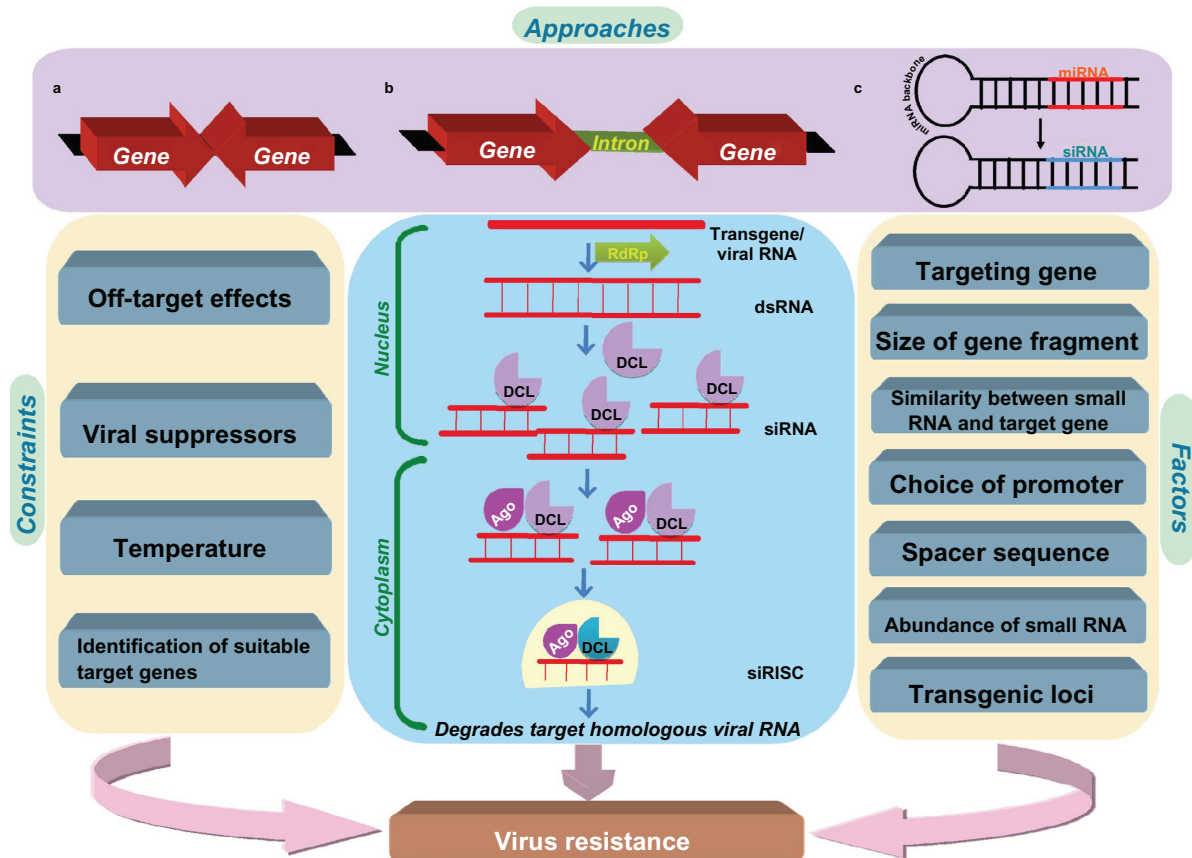 Approaches
a
Gene
Gene
b
Gene
Intron
Gene
c
miRNA backbone
miRNA
siRNA
Constraints
Off-target effects
Viral suppressors
Temperature
Identification of suitable
target genes
Nucleus
Transgene/
viral RNA
RdRp
dsRNA
DCL
DCL
DCL
DCL
siRNA
Cytoplasm
Ago
DCL
Ago
DCL
Ago
DCL
siRISC
Degrades target homologous viral RNA
Factors
Targeting gene
Size of gene fragment
Similarity between small
RNA and target gene
Choice of promoter
Spacer sequence
Abundance of small RNA
Transgenic loci
Virus resistance